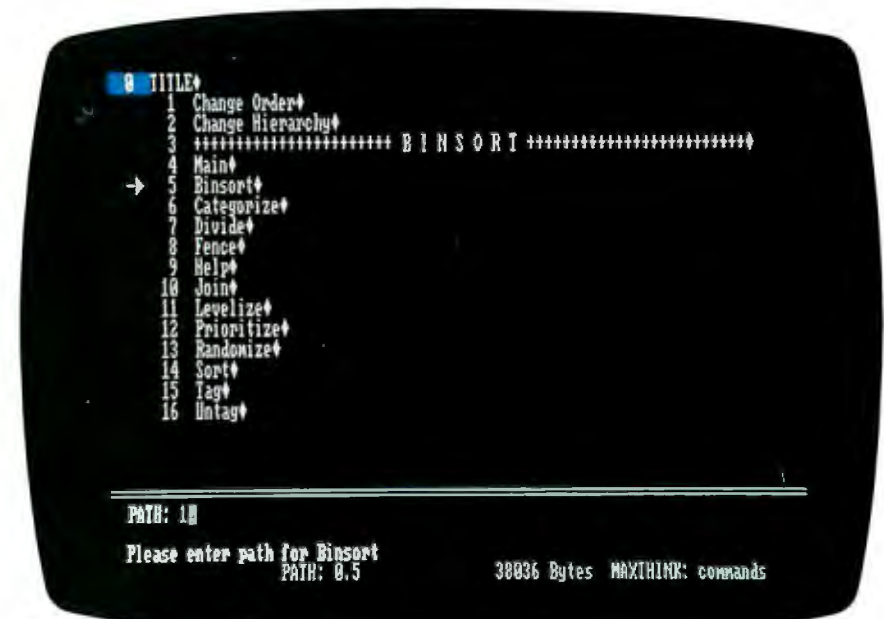 0 TITLE♦
1 Change Order♦
2 Change Hierarchy♦
3 +++++++++++++++++++++++ B I N S O R T +++++++++++++++++++++++++♦
4 Main♦
→ 5 Binsort♦
6 Categorize♦
7 Divide♦
8 Fence♦
9 Help♦
10 Join♦
11 Levelize♦
12 Prioritize♦
13 Randomize♦
14 Sort♦
15 Tag♦
16 Untag♦
PATH: 1
Please enter path for Binsort
PATH: 0.5 38036 Bytes MAXTHINK: commands